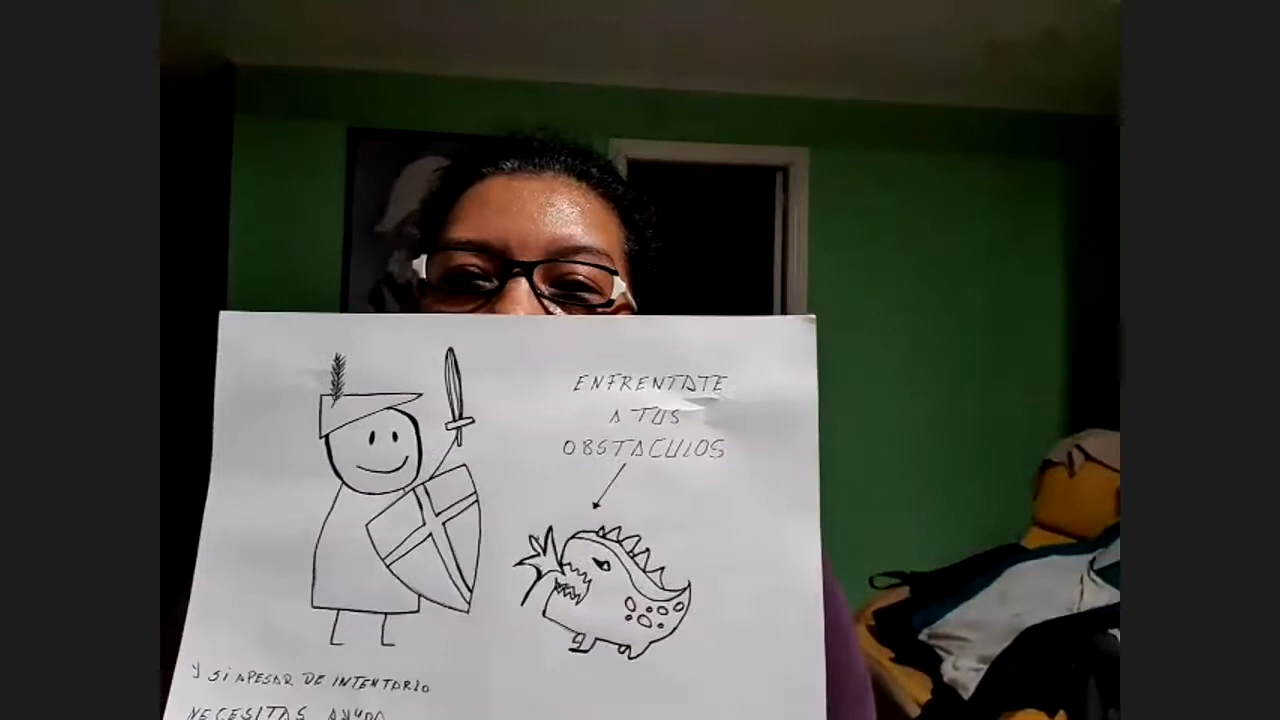 ENFRENTATE
A TUS
OBSTACULOS
Y SI APESAR DE INTENTARLO
NECESITAS AYUDA